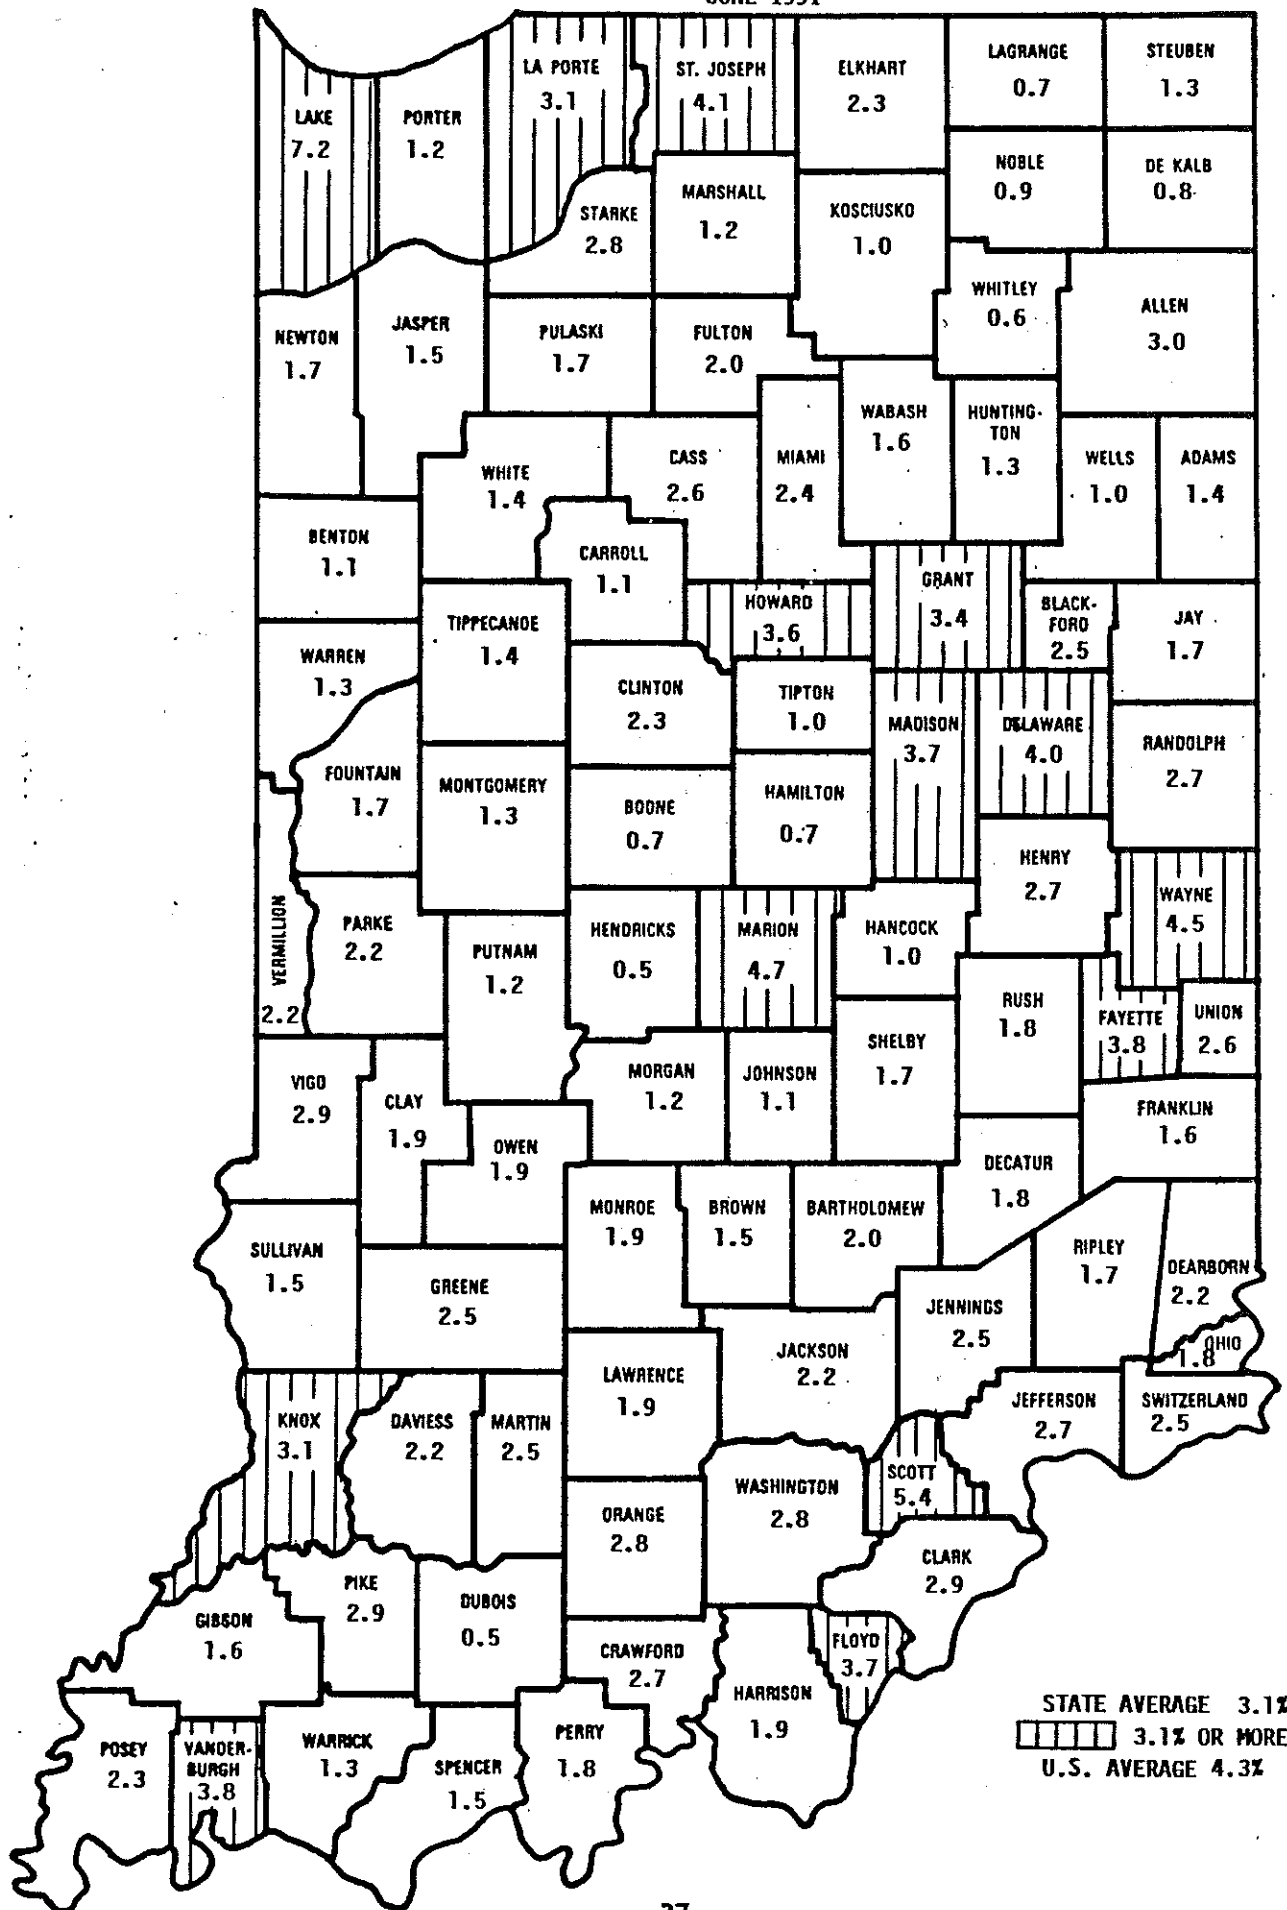 JUNE 1991
LAGRANGE
0.7
STEUBEN
1.3
LA PORTE
3.1
ST. JOSEPH
4.1
ELKHART
2.3
LAKE
7.2
PORTER
1.2
NOBLE
0.9
DE KALB
0.8
MARSHALL
1.2
STARKE
2.8
KOSCIUSKO
1.0
WHITLEY
0.6
ALLEN
3.0
NEWTON
1.7
JASPER
1.5
PULASKI
1.7
FULTON
2.0
WABASH
1.6
HUNTING-
TON
1.3
WHITE
1.4
CASS
2.6
MIAMI
2.4
WELLS
1.0
ADAMS
1.4
BENTON
1.1
CARROLL
1.1
GRANT
3.4
HOWARD
3.6
BLACK-
FORD
2.5
JAY
1.7
TIPPECANOE
1.4
WARREN
1.3
CLINTON
2.3
TIPTON
1.0
MADISON
3.7
DELAWARE
4.0
RANDOLPH
2.7
FOUNTAIN
1.7
MONTGOMERY
1.3
BOONE
0.7
HAMILTON
0.7
HENRY
2.7
WAYNE
4.5
VERMILLION
2.2
PARKE
2.2
PUTNAM
1.2
HENDRICKS
0.5
MARION
4.7
HANCOCK
1.0
RUSH
1.8
FAYETTE
3.8
UNION
2.6
SHELBY
1.7
VIGO
2.9
CLAY
1.9
MORGAN
1.2
JOHNSON
1.1
FRANKLIN
1.6
OWEN
1.9
DECATUR
1.8
MONROE
1.9
BROWN
1.5
BARTHOLOMEW
2.0
SULLIVAN
1.5
GREENE
2.5
RIPLEY
1.7
DEARBORN
2.2
JENNINGS
2.5
OHIO
1.8
JACKSON
2.2
LAWRENCE
1.9
JEFFERSON
2.7
SWITZERLAND
2.5
KNOX
3.1
DAVIESS
2.2
MARTIN
2.5
SCOTT
5.4
WASHINGTON
2.8
ORANGE
2.8
CLARK
2.9
PIKE
2.9
DUBOIS
0.5
GIBSON
1.6
CRAWFORD
2.7
FLOYD
3.7
HARRISON
1.9
POSEY
2.3
VANDER-
BURGH
3.8
WARRICK
1.3
SPENCER
1.5
PERRY
1.8
STATE AVERAGE 3.1%
3.1% OR MORE
U.S. AVERAGE 4.3%
37